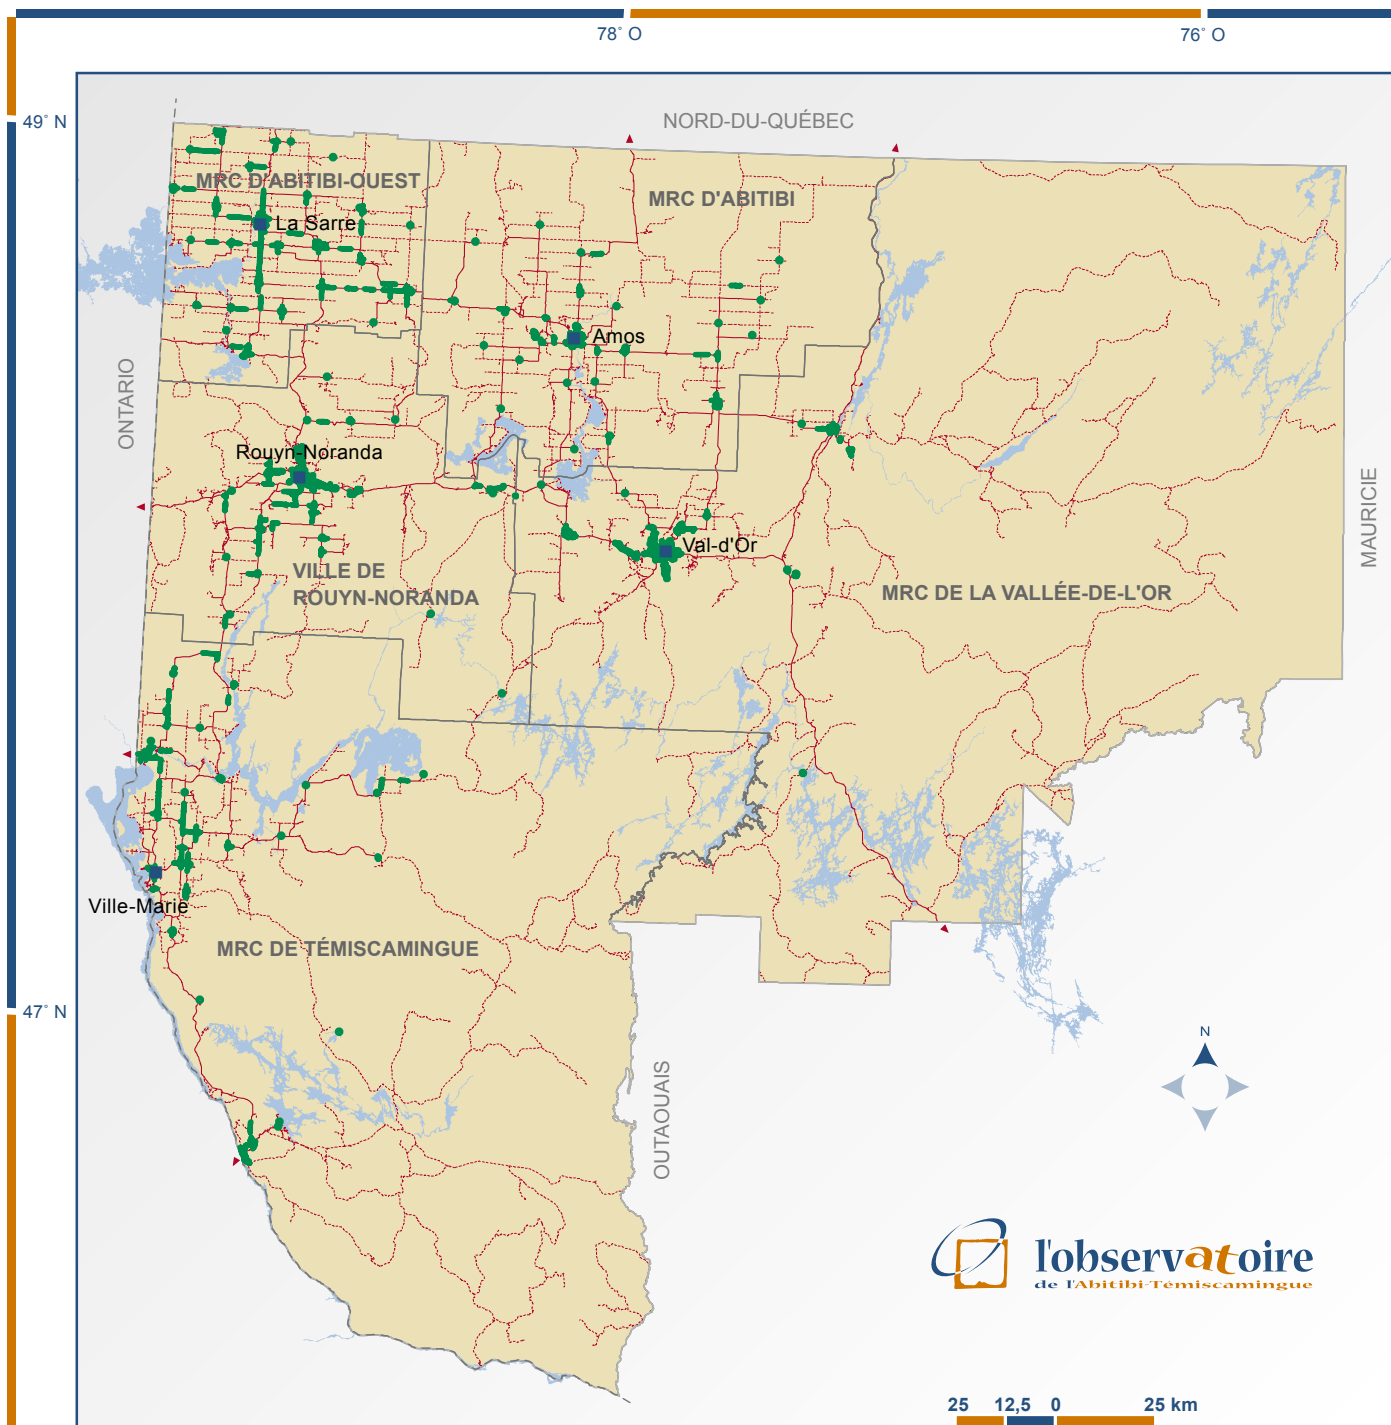 78° O
76° O
49° N
NORD-DU-QUÉBEC
MRC D'ABITIBI-OUEST
MRC D'ABITIBI
La Sarre
Amos
ONTARIO
Rouyn-Noranda
MAURICIE
Val-d'Or
VILLE DE
ROUYN-NORANDA
MRC DE LA VALLÉE-DE-L'OR
Ville-Marie
MRC DE TÉMISCAMINGUE
47° N
N
OUTAOUAIS
l'observatoire
de l'Abitibi-Témiscamingue
25 12,5 0 25 km